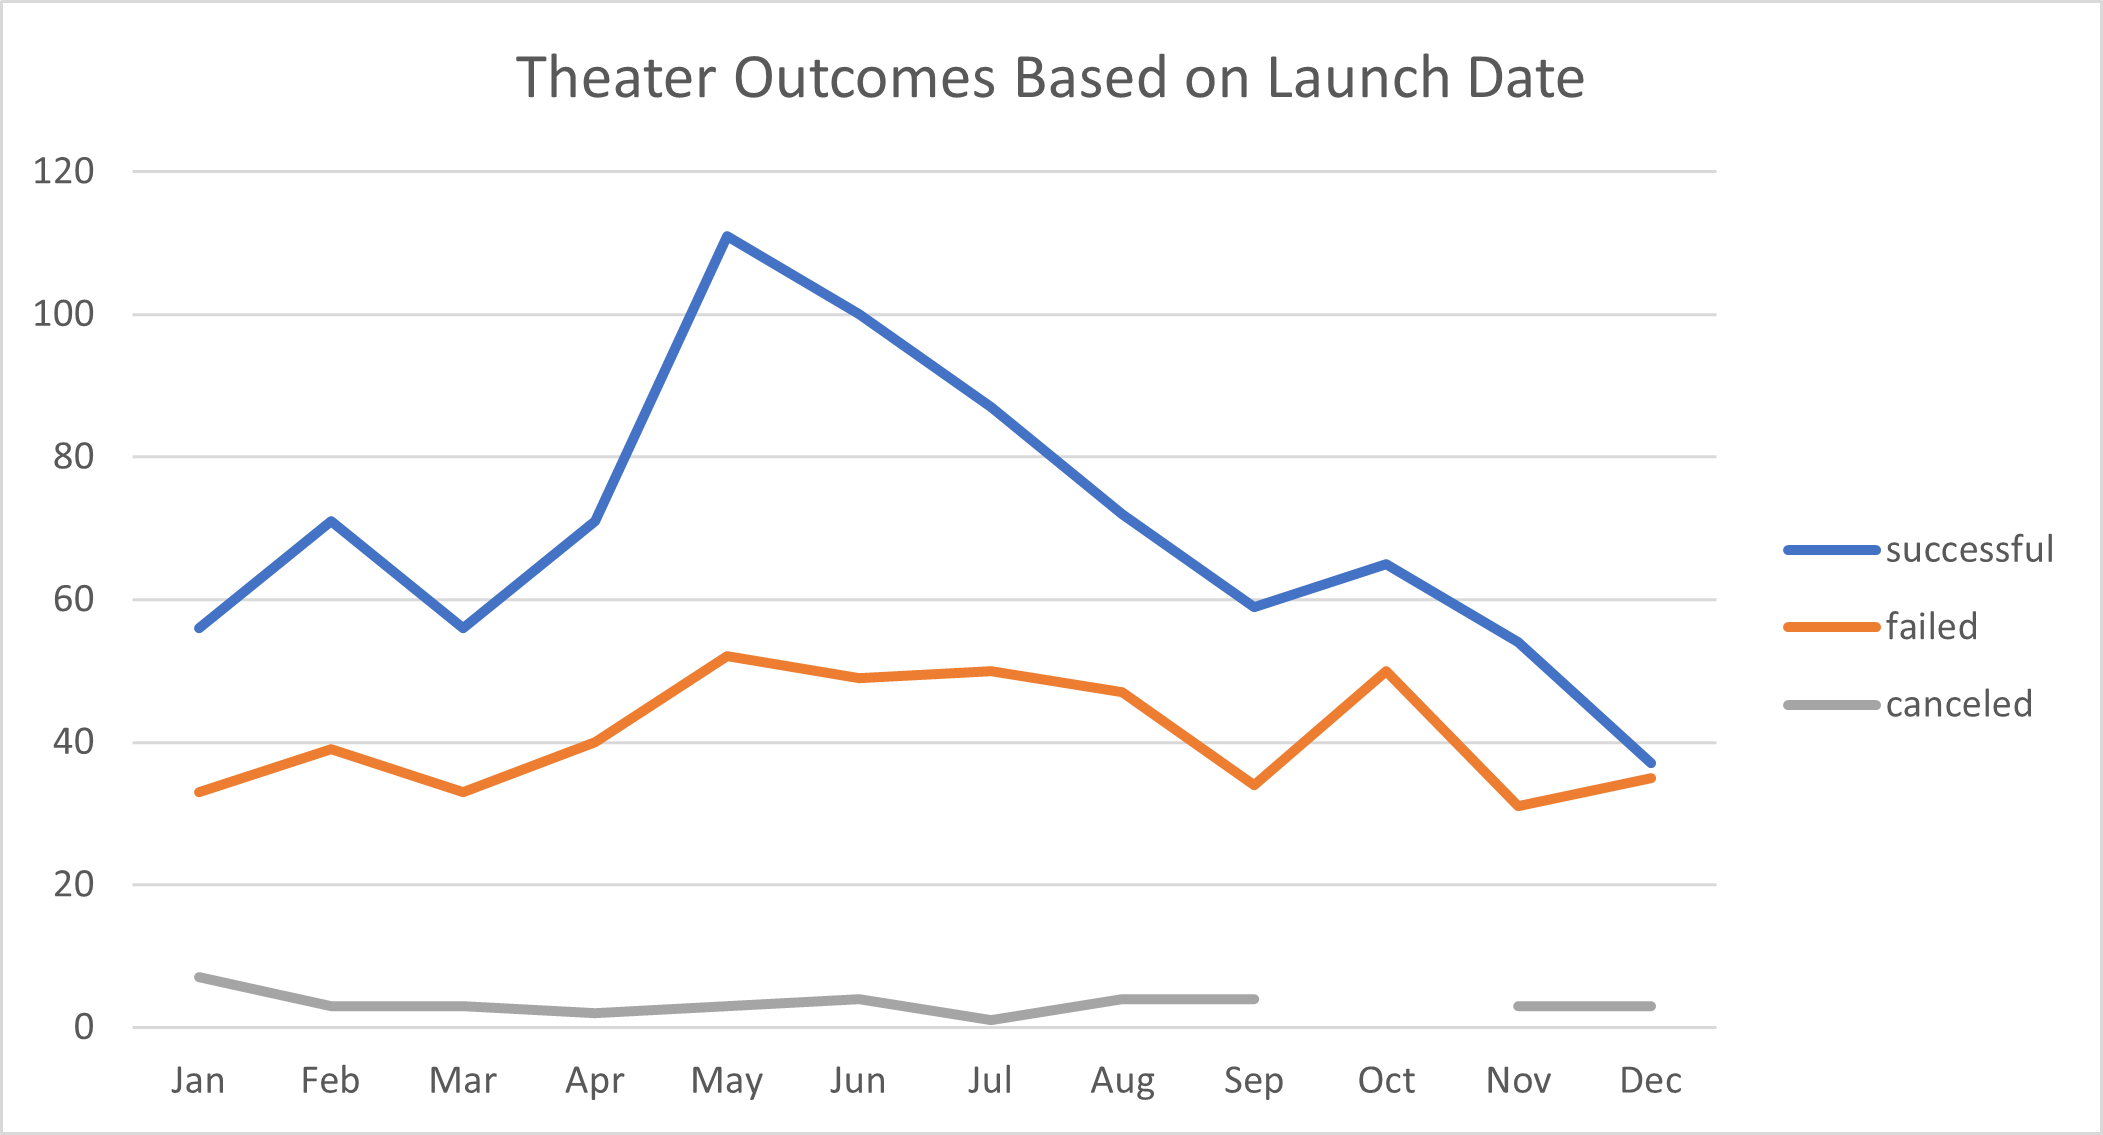 Theater Outcomes Based on Launch Date
120
100
80
60
40
20
0
Jan Feb Mar Apr May Jun Jul Aug Sep Oct Nov Dec
successful
failed
canceled